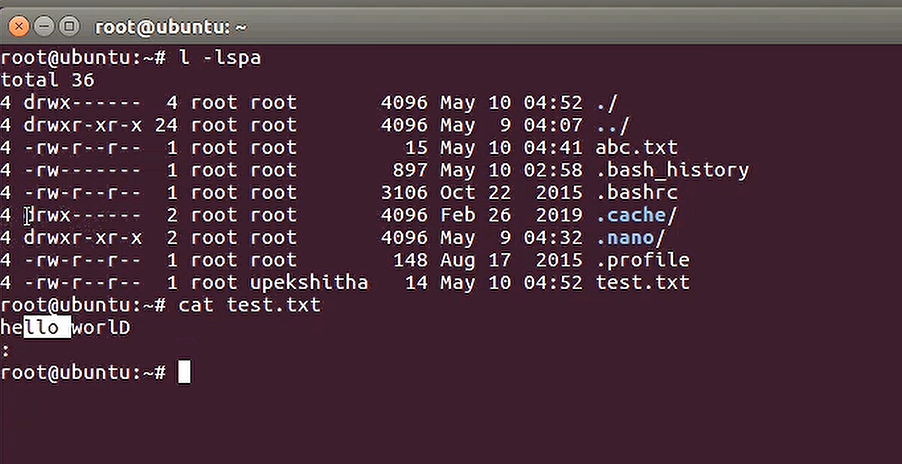 root@ubuntu: ~
root@ubuntu:~# l -lspa
total 36
4 drwx------  4 root root       4096 May 10 04:52 ./
4 drwxr-xr-x 24 root root       4096 May  9 04:07 ../
4 -rw-r--r--  1 root root         15 May 10 04:41 abc.txt
4 -rw-------  1 root root        897 May 10 02:58 .bash_history
4 -rw-r--r--  1 root root       3106 Oct 22  2015 .bashrc
4 drwx------  2 root root       4096 Feb 26  2019 .cache/
4 drwxr-xr-x  2 root root       4096 May  9 04:32 .nano/
4 -rw-r--r--  1 root root        148 Aug 17  2015 .profile
4 -rw-r--r--  1 root upekshitha   14 May 10 04:52 test.txt
root@ubuntu:~# cat test.txt
hello worlD
:
root@ubuntu:~#